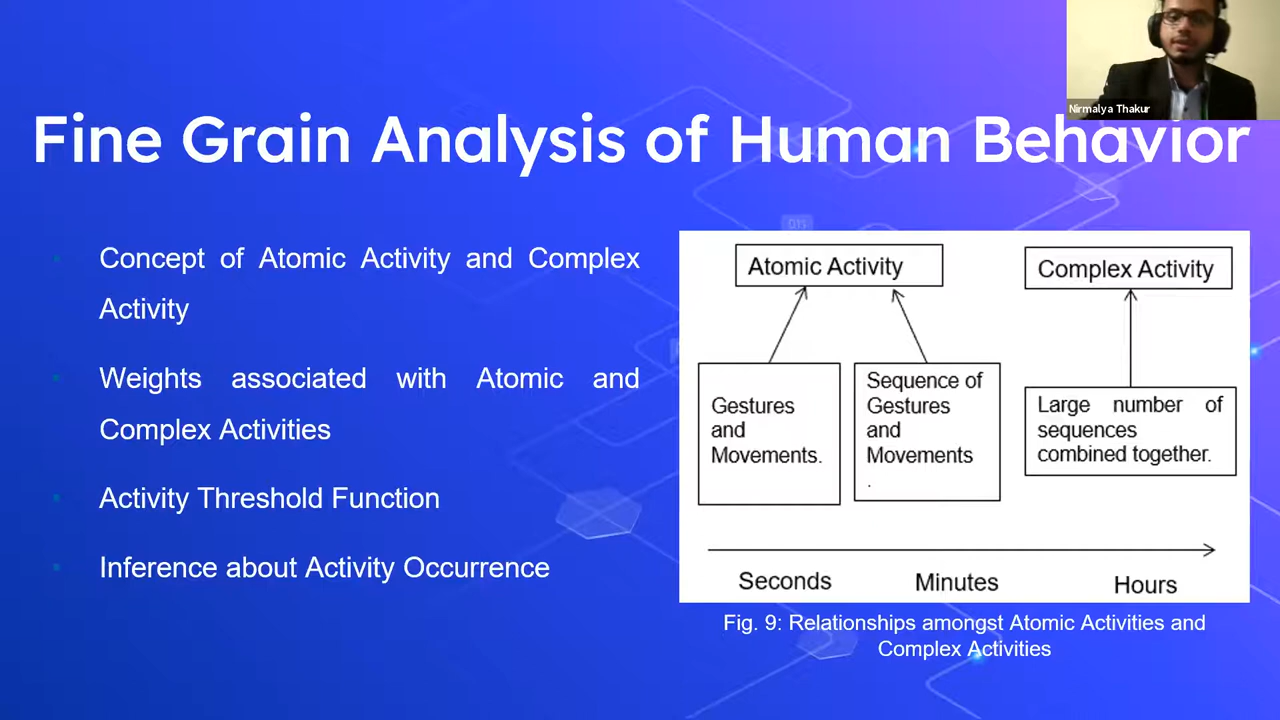 Nirmalya Thakur
Fine Grain Analysis of Human Behavior
Concept of Atomic Activity and Complex
Activity
Weights associated with Atomic and
Complex Activities
Activity Threshold Function
Inference about Activity Occurrence
Atomic Activity
Complex Activity
Gestures
and
Movements.
Sequence of
Gestures
and
Movements
.
Large number of
sequences
combined together.
Seconds
Minutes
Hours
Fig. 9: Relationships amongst Atomic Activities and
Complex Activities